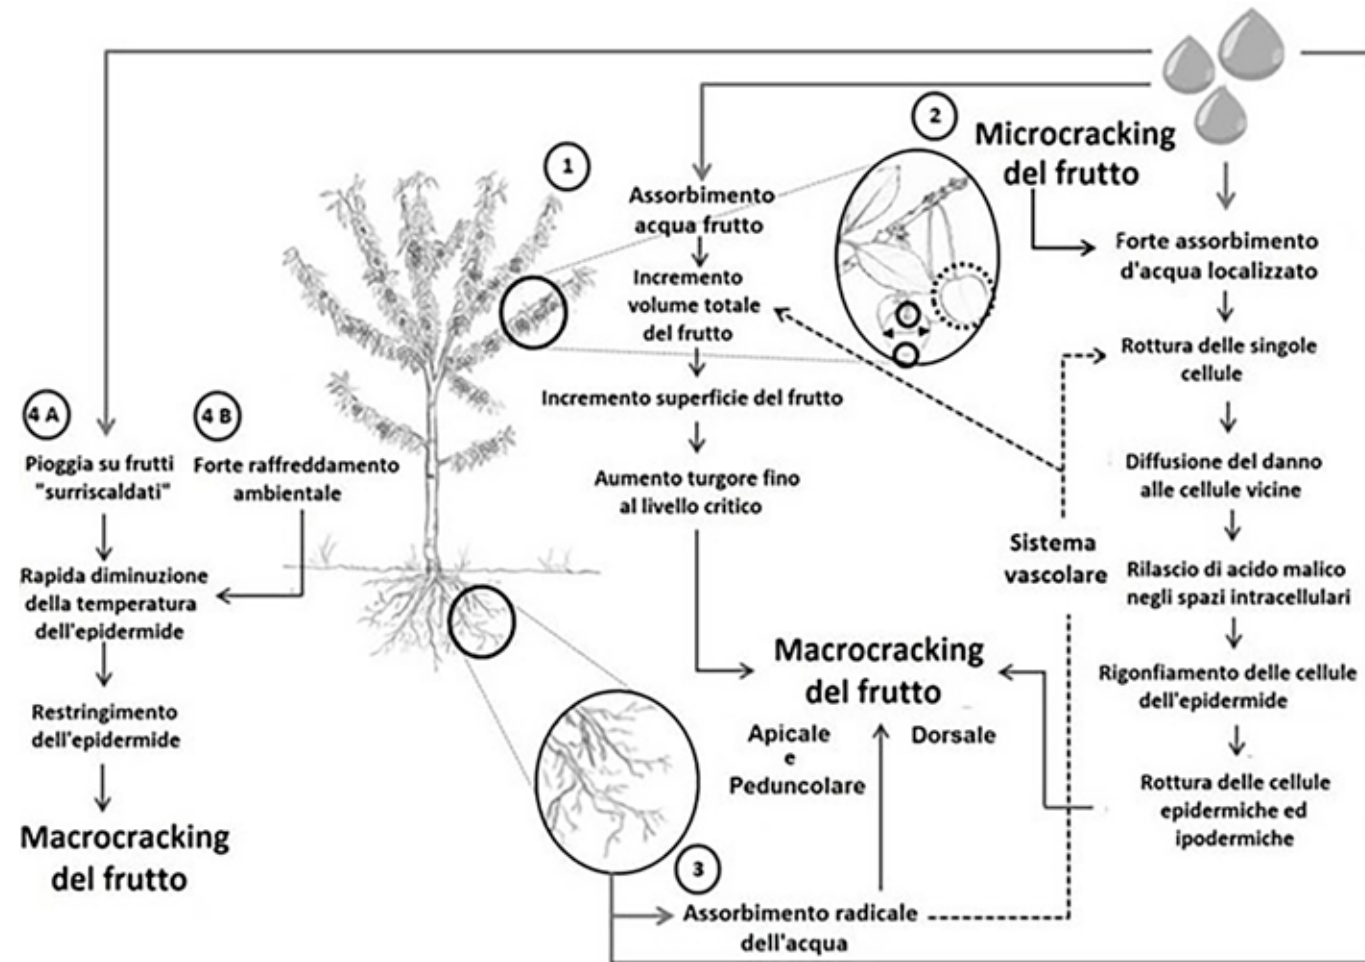 1
Assorbimento
acqua frutto
Incremento
volume totale
del frutto
Incremento superficie del frutto
Aumento turgore fino
al livello critico
2
Microcracking
del frutto
Forte assorbimento
d'acqua localizzato
Rottura delle singole
cellule
Diffusione del danno
alle cellule vicine
Rilascio di acido malico
negli spazi intracellulari
Rigonfiamento delle cellule
dell'epidermide
Rottura delle cellule
epidermiche ed
ipodermiche
Sistema
vascolare
Macrocracking
del frutto
Apicale
e
Peduncolare
Dorsale
3
Assorbimento radicale
dell'acqua
4 A
Pioggia su frutti
"surriscaldati"
4 B
Forte raffreddamento
ambientale
Rapida diminuzione
della temperatura
dell'epidermide
Restringimento
dell'epidermide
Macrocracking
del frutto